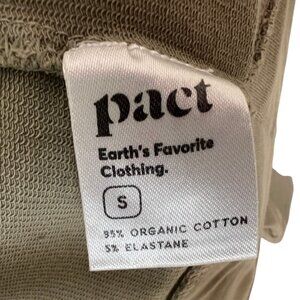 pact
Earth's Favorite
Clothing.
S
95% ORGANIC COTTON
5% ELASTANE